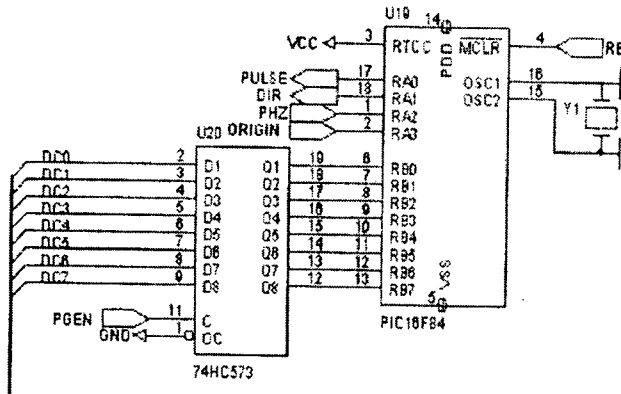 U19
14
VCC 3 RTCC PDD MCLR 4 RE
PULSE 17 RA0 OSC1 16
DIR 18 RA1 OSC2 15
PHZ 1 RA2 Y1
ORIGIN 2 RA3
U20
DC0 2 D1 Q1 19 6 RB0
DC1 3 D2 Q2 18 7 RB1
DC2 4 D3 Q3 17 8 RB2
DC3 5 D4 Q4 16 9 RB3
DC4 6 D5 Q5 15 10 RB4
DC5 7 D6 Q6 14 11 RB5
DC6 8 D7 Q7 13 12 RB6
DC7 9 D8 Q8 12 13 RB7
VSS
5
PGEN 11 C
GND 1 OC
PIC16F84
74HC573